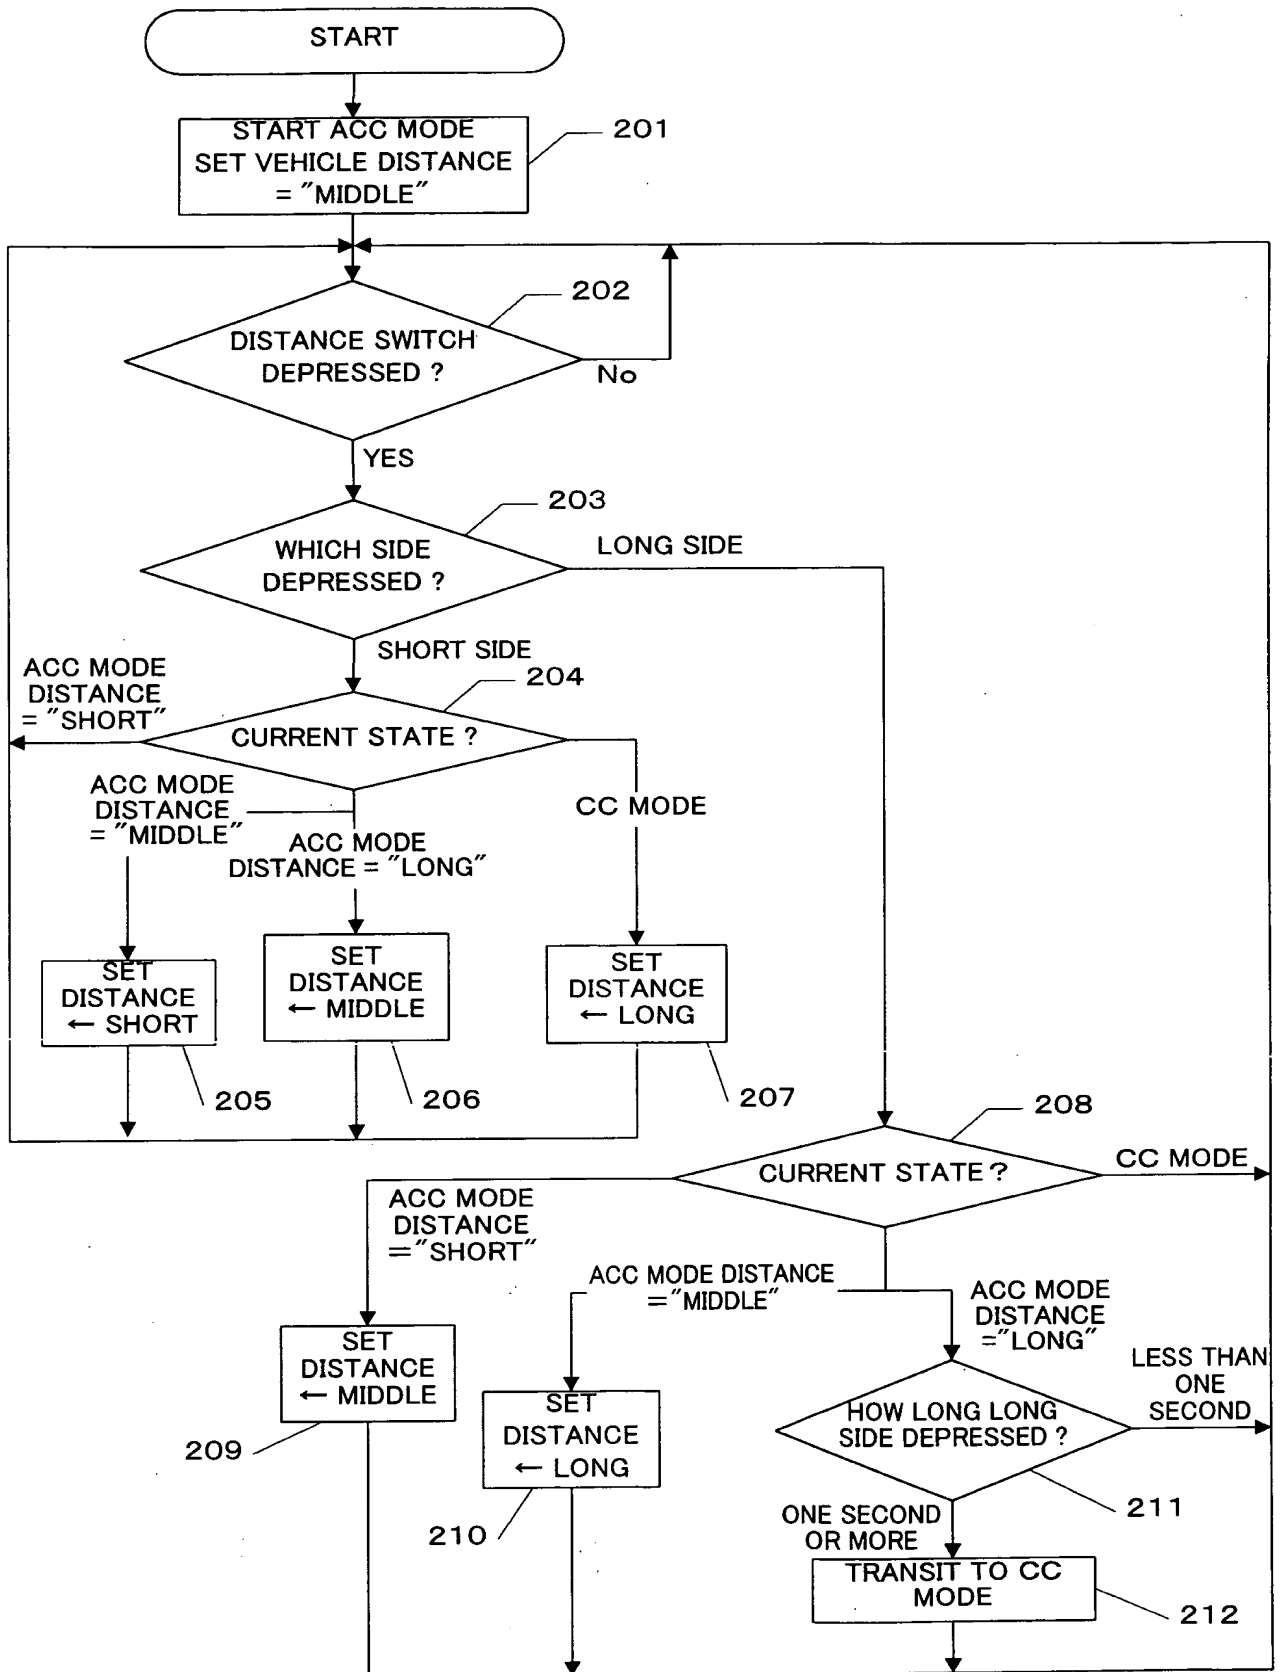 START
START ACC MODE
SET VEHICLE DISTANCE
= "MIDDLE"
201
202
DISTANCE SWITCH
DEPRESSED ?
No
YES
203
WHICH SIDE
DEPRESSED ?
LONG SIDE
SHORT SIDE
204
ACC MODE
DISTANCE
= "SHORT"
CURRENT STATE ?
ACC MODE
DISTANCE
= "MIDDLE"
ACC MODE
DISTANCE = "LONG"
CC MODE
SET
DISTANCE
← SHORT
SET
DISTANCE
← MIDDLE
SET
DISTANCE
← LONG
205
206
207
208
CURRENT STATE ?
CC MODE
ACC MODE
DISTANCE
="SHORT"
ACC MODE DISTANCE
="MIDDLE"
ACC MODE
DISTANCE
="LONG"
SET
DISTANCE
← MIDDLE
209
SET
DISTANCE
← LONG
210
LESS THAN
ONE
SECOND
HOW LONG LONG
SIDE DEPRESSED ?
211
ONE SECOND
OR MORE
TRANSIT TO CC
MODE
212